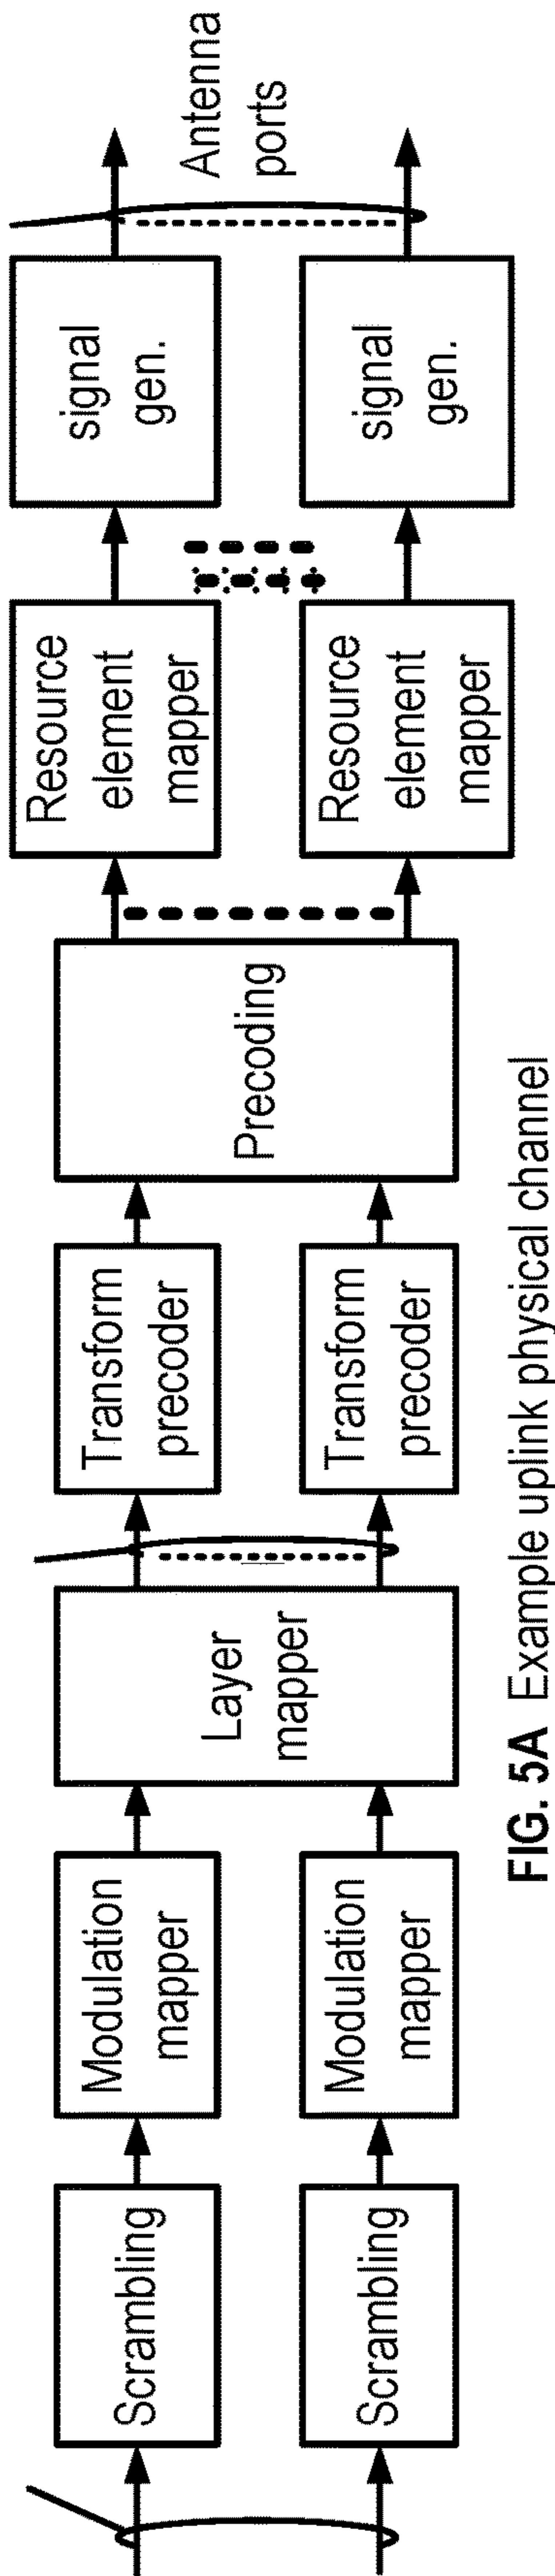 Scrambling
Scrambling
Modulation
mapper
Modulation
mapper
Layer
mapper
Transform
precoder
Transform
precoder
Precoding
Resource
element
mapper
Resource
element
mapper
signal
gen.
signal
gen.
Antenna
ports
FIG. 5A Example uplink physical channel